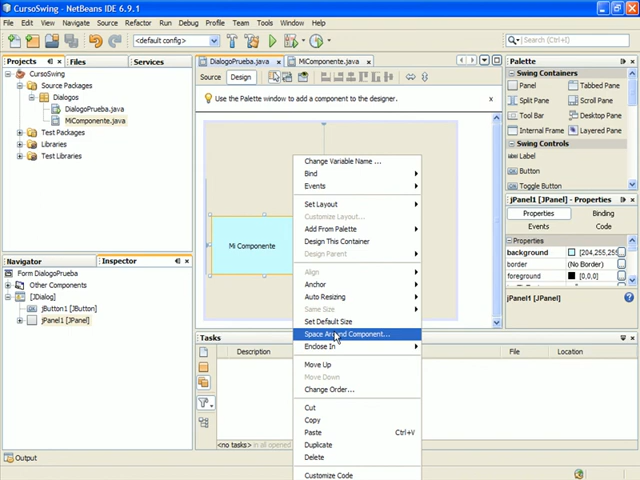 CursoSwing - NetBeans IDE 6.9.1
File Edit View Navigate Source Refactor Run Debug Profile Team Tools Window Help
<default config>
Search (Ctrl+I)
Projects
Files
Services
CursoSwing
Source Packages
Dialogos
DialogoPrueba.java
MiComponente.java
Test Packages
Libraries
Test Libraries
Navigator
Inspector
Form DialogoPrueba
Other Components
[JDialog]
jButton1 [JButton]
jPanel1 [JPanel]
DialogoPrueba.java
MiComponente.java
Source
Design
Use the Palette window to add a component to the designer.
Mi Componente
Change Variable Name ...
Bind
Events
Set Layout
Customize Layout...
Add From Palette
Design This Container
Design Parent
Align
Anchor
Auto Resizing
Same Size
Set Default Size
Space Around Component...
Enclose In
Move Up
Move Down
Change Order...
Cut
Copy
Paste Ctrl+V
Duplicate
Delete
Customize Code
Tasks
Description
File
Location
<no tasks> in all opened
Palette
Swing Containers
Panel
Tabbed Pane
Split Pane
Scroll Pane
Tool Bar
Desktop Pane
Internal Frame
Layered Pane
Swing Controls
Label
Button
Toggle Button
jPanel1 [JPanel] - Properties
Properties
Binding
Events
Code
Properties
background [204,255,
border (No Border)
foreground [0,0,0]
jPanel1 [JPanel]
Output